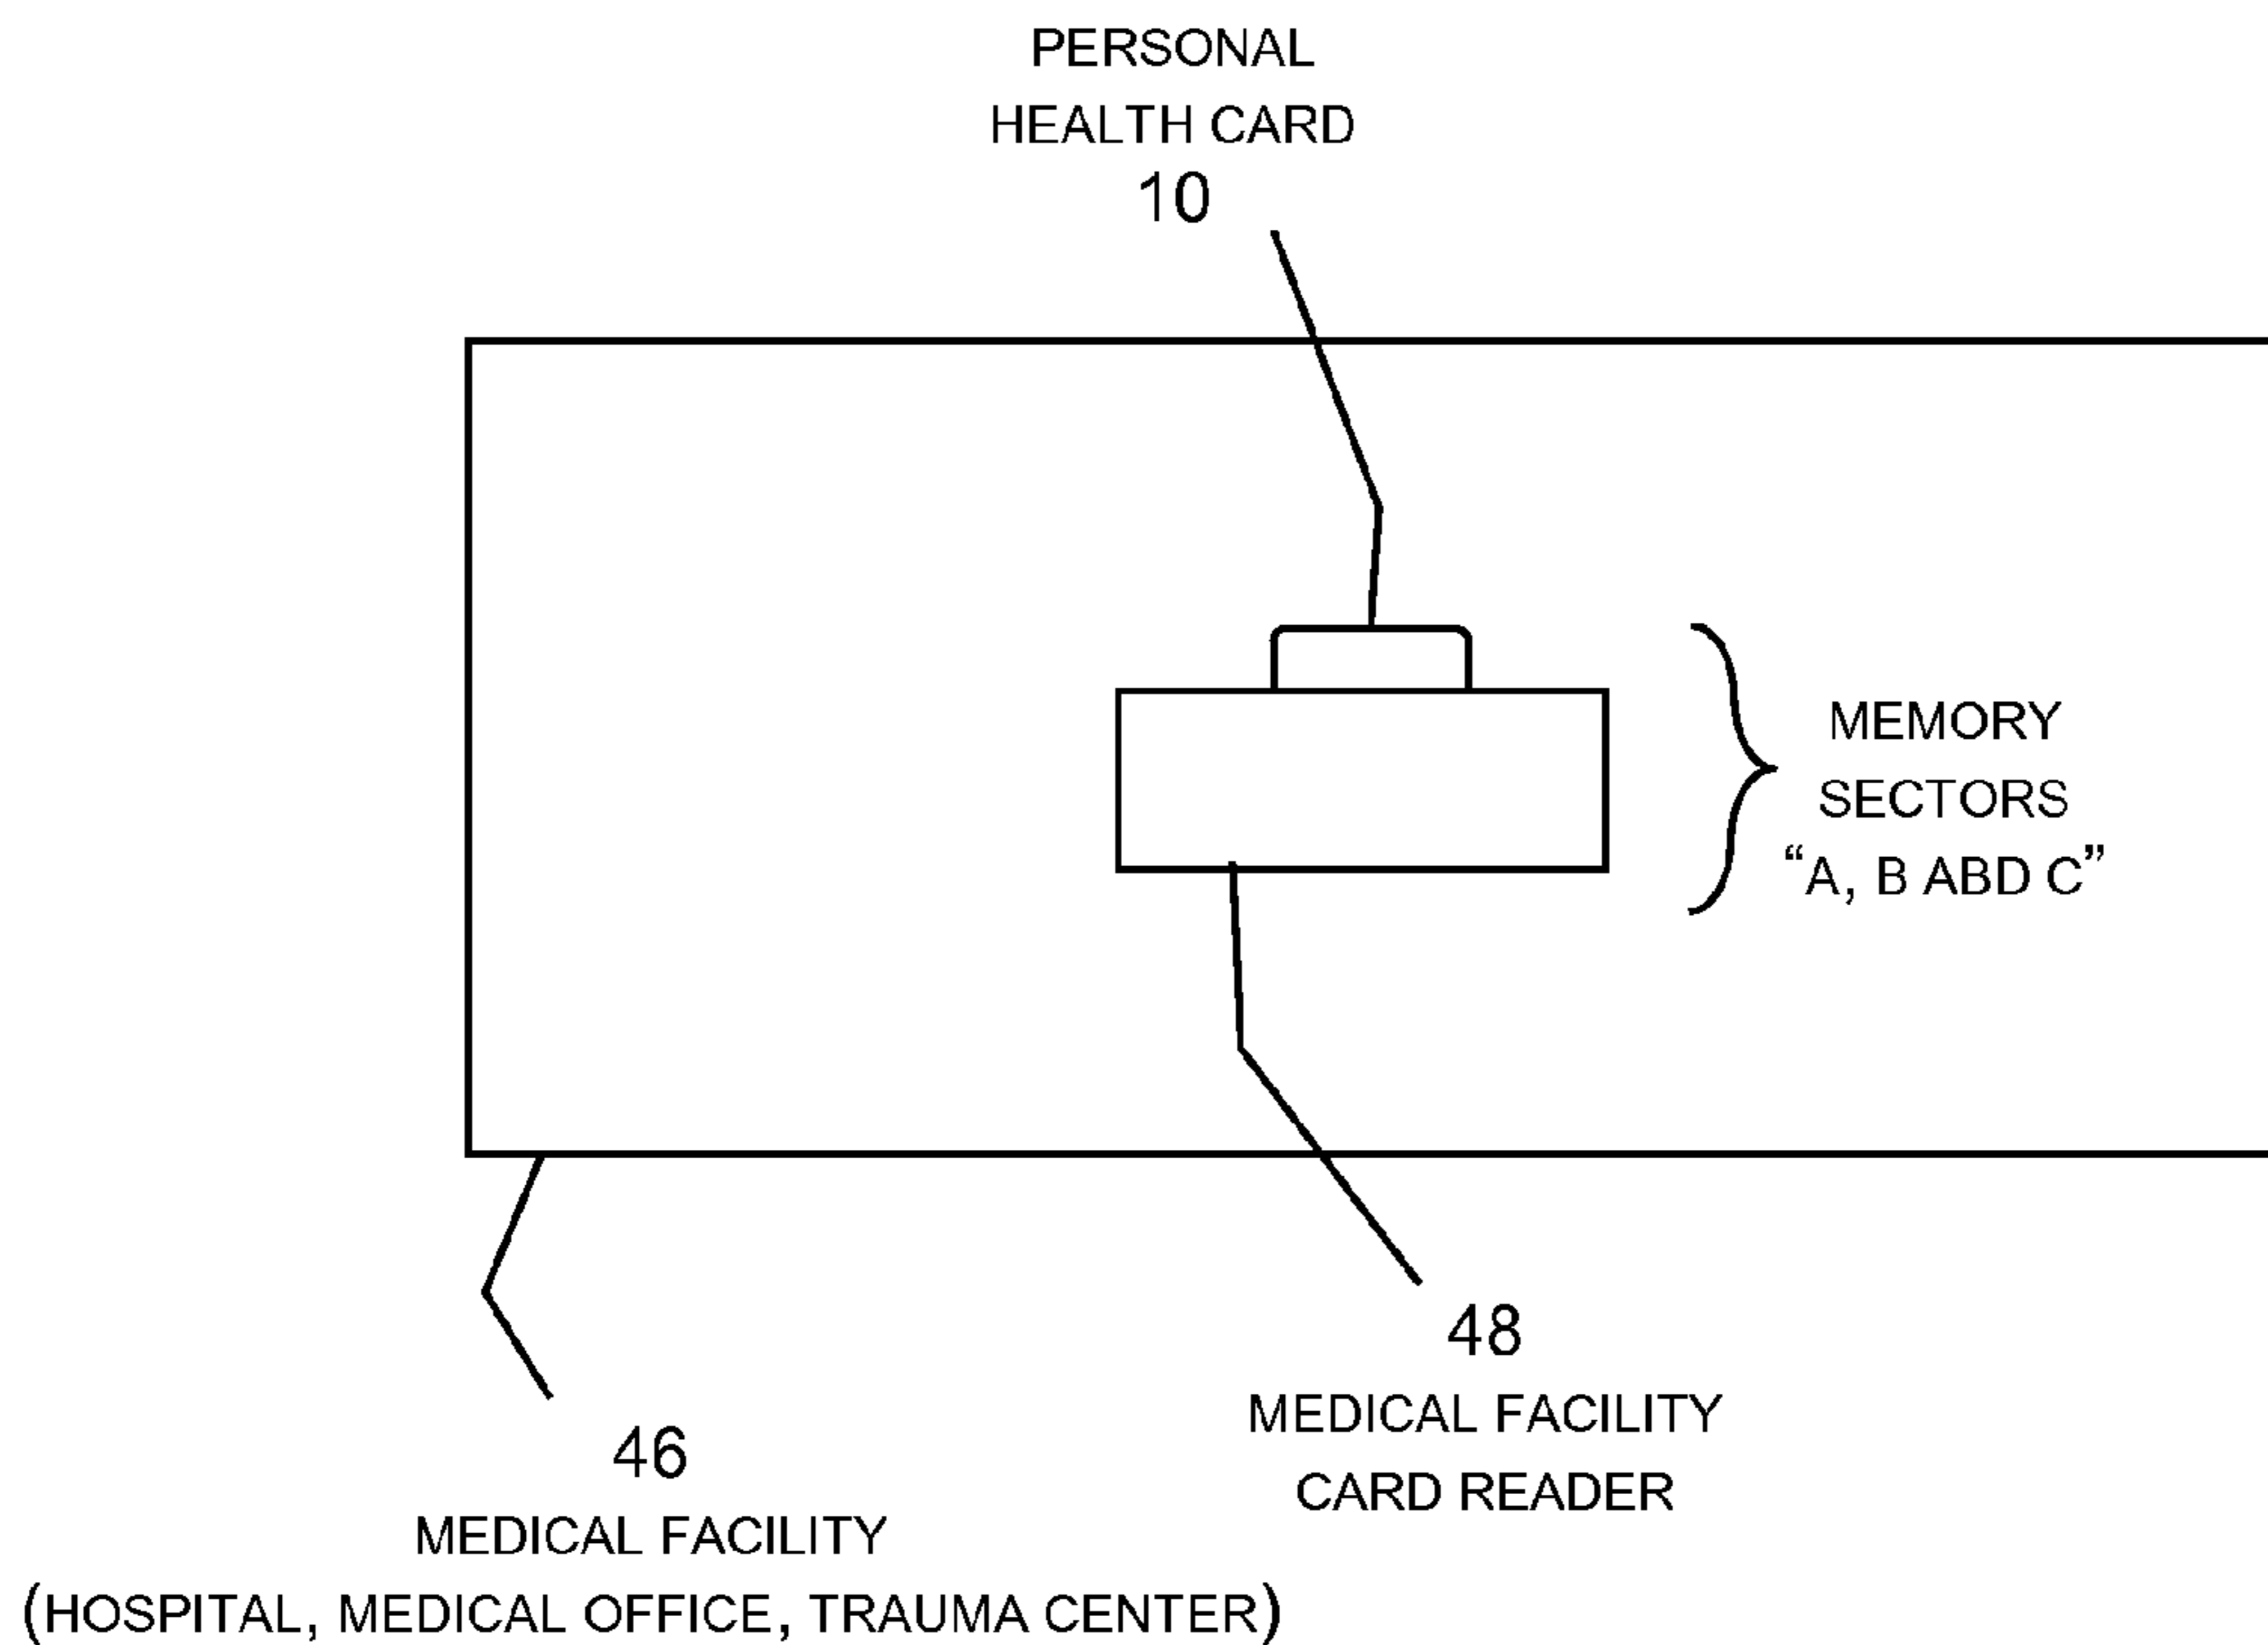 PERSONAL
HEALTH CARD
10
MEMORY
SECTORS
“A, B ABD C”
48
MEDICAL FACILITY
CARD READER
46
MEDICAL FACILITY
(HOSPITAL, MEDICAL OFFICE, TRAUMA CENTER)